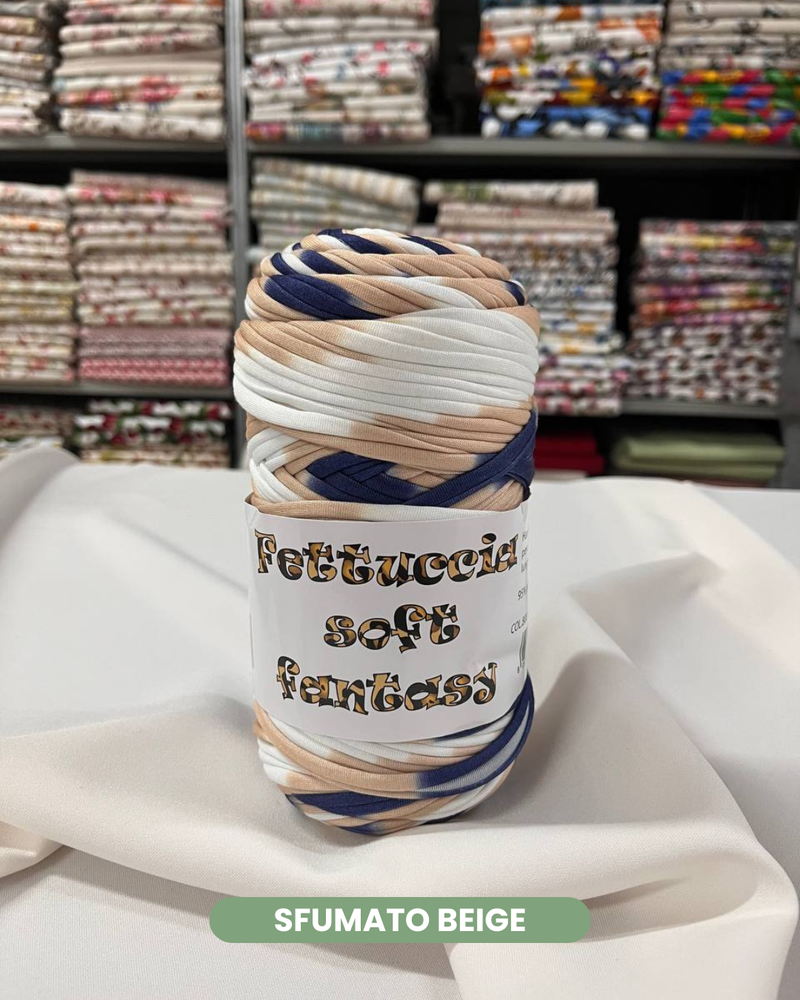 Fettuccia
soft
fantasy
SFUMATO BEIGE